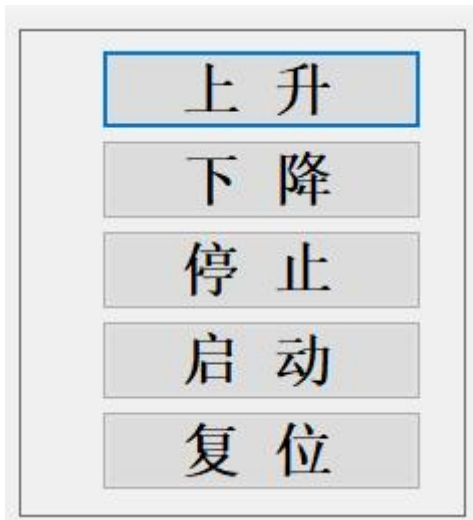 上 升
下 降
停 止
启 动
复 位